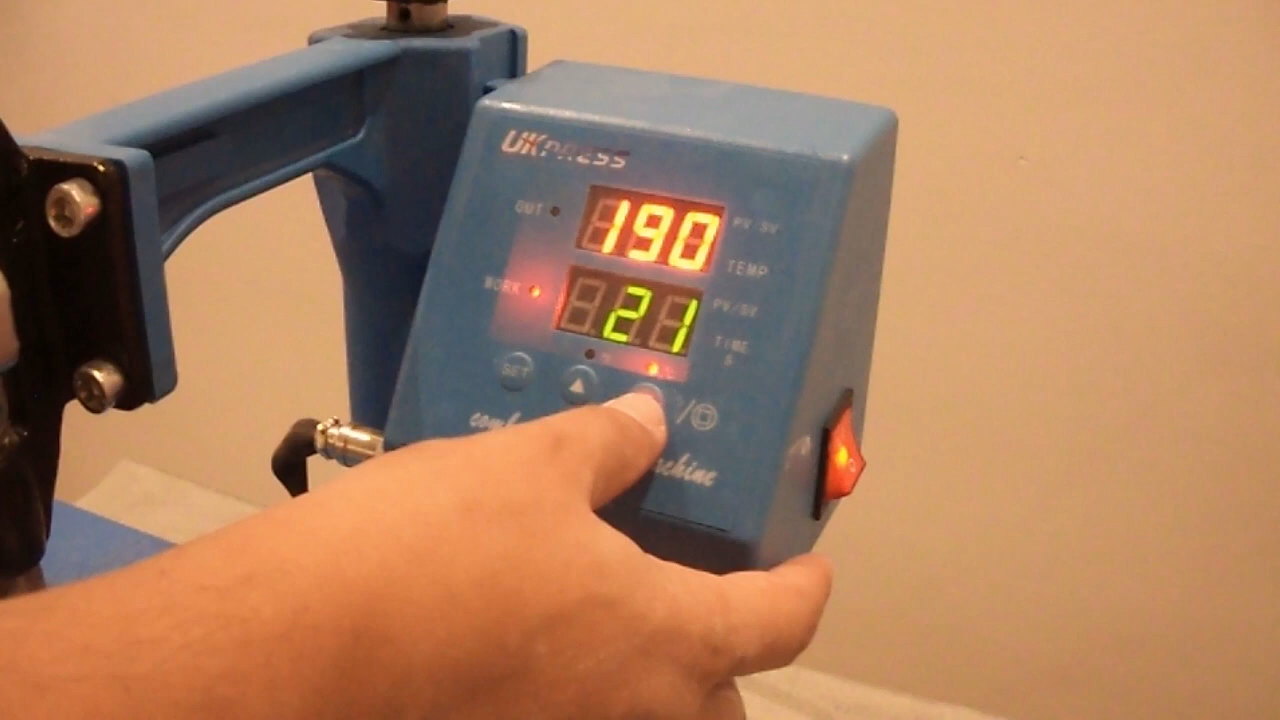 UKPRESS
OUT
190
PV/SV
TEMP
WORK
21
PV/SV
TIME
S
SET